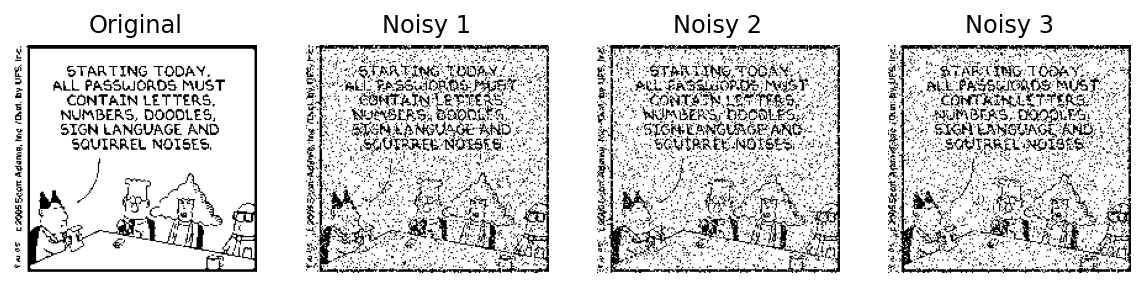 Original
Noisy 1
Noisy 2
Noisy 3
STARTING TODAY,
ALL PASSWORDS MUST
CONTAIN LETTERS,
NUMBERS, DOODLES,
SIGN LANGUAGE AND
SQUIRREL NOISES.
©2005 Scott Adams, Inc./Dist. by UFS, Inc.
STARTING TODAY,
ALL PASSWORDS MUST
CONTAIN LETTERS,
NUMBERS, DOODLES,
SIGN LANGUAGE AND
SQUIRREL NOISES.
©2005 Scott Adams, Inc./Dist. by UFS, Inc.
STARTING TODAY,
ALL PASSWORDS MUST
CONTAIN LETTERS,
NUMBERS, DOODLES,
SIGN LANGUAGE AND
SQUIRREL NOISES.
©2005 Scott Adams, Inc./Dist. by UFS, Inc.
STARTING TODAY,
ALL PASSWORDS MUST
CONTAIN LETTERS,
NUMBERS, DOODLES,
SIGN LANGUAGE AND
SQUIRREL NOISES.
©2005 Scott Adams, Inc./Dist. by UFS, Inc.